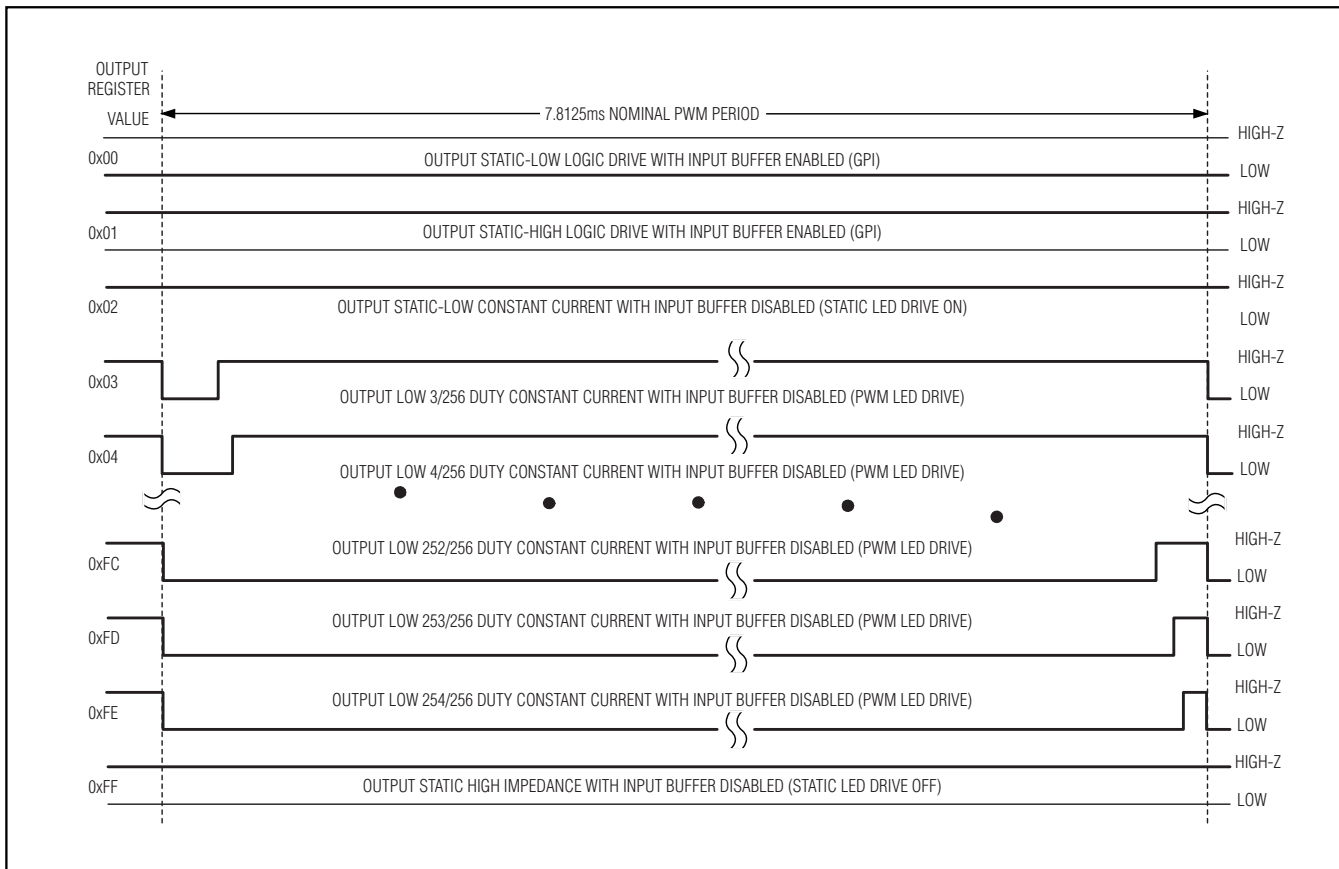 OUTPUT
REGISTER
VALUE
7.8125ms NOMINAL PWM PERIOD
HIGH-Z
0x00
OUTPUT STATIC-LOW LOGIC DRIVE WITH INPUT BUFFER ENABLED (GPI)
LOW
HIGH-Z
0x01
OUTPUT STATIC-HIGH LOGIC DRIVE WITH INPUT BUFFER ENABLED (GPI)
LOW
HIGH-Z
0x02
OUTPUT STATIC-LOW CONSTANT CURRENT WITH INPUT BUFFER DISABLED (STATIC LED DRIVE ON)
LOW
HIGH-Z
0x03
OUTPUT LOW 3/256 DUTY CONSTANT CURRENT WITH INPUT BUFFER DISABLED (PWM LED DRIVE)
LOW
HIGH-Z
0x04
OUTPUT LOW 4/256 DUTY CONSTANT CURRENT WITH INPUT BUFFER DISABLED (PWM LED DRIVE)
LOW
HIGH-Z
0xFC
OUTPUT LOW 252/256 DUTY CONSTANT CURRENT WITH INPUT BUFFER DISABLED (PWM LED DRIVE)
LOW
HIGH-Z
0xFD
OUTPUT LOW 253/256 DUTY CONSTANT CURRENT WITH INPUT BUFFER DISABLED (PWM LED DRIVE)
LOW
HIGH-Z
0xFE
OUTPUT LOW 254/256 DUTY CONSTANT CURRENT WITH INPUT BUFFER DISABLED (PWM LED DRIVE)
LOW
HIGH-Z
0xFF
OUTPUT STATIC HIGH IMPEDANCE WITH INPUT BUFFER DISABLED (STATIC LED DRIVE OFF)
LOW